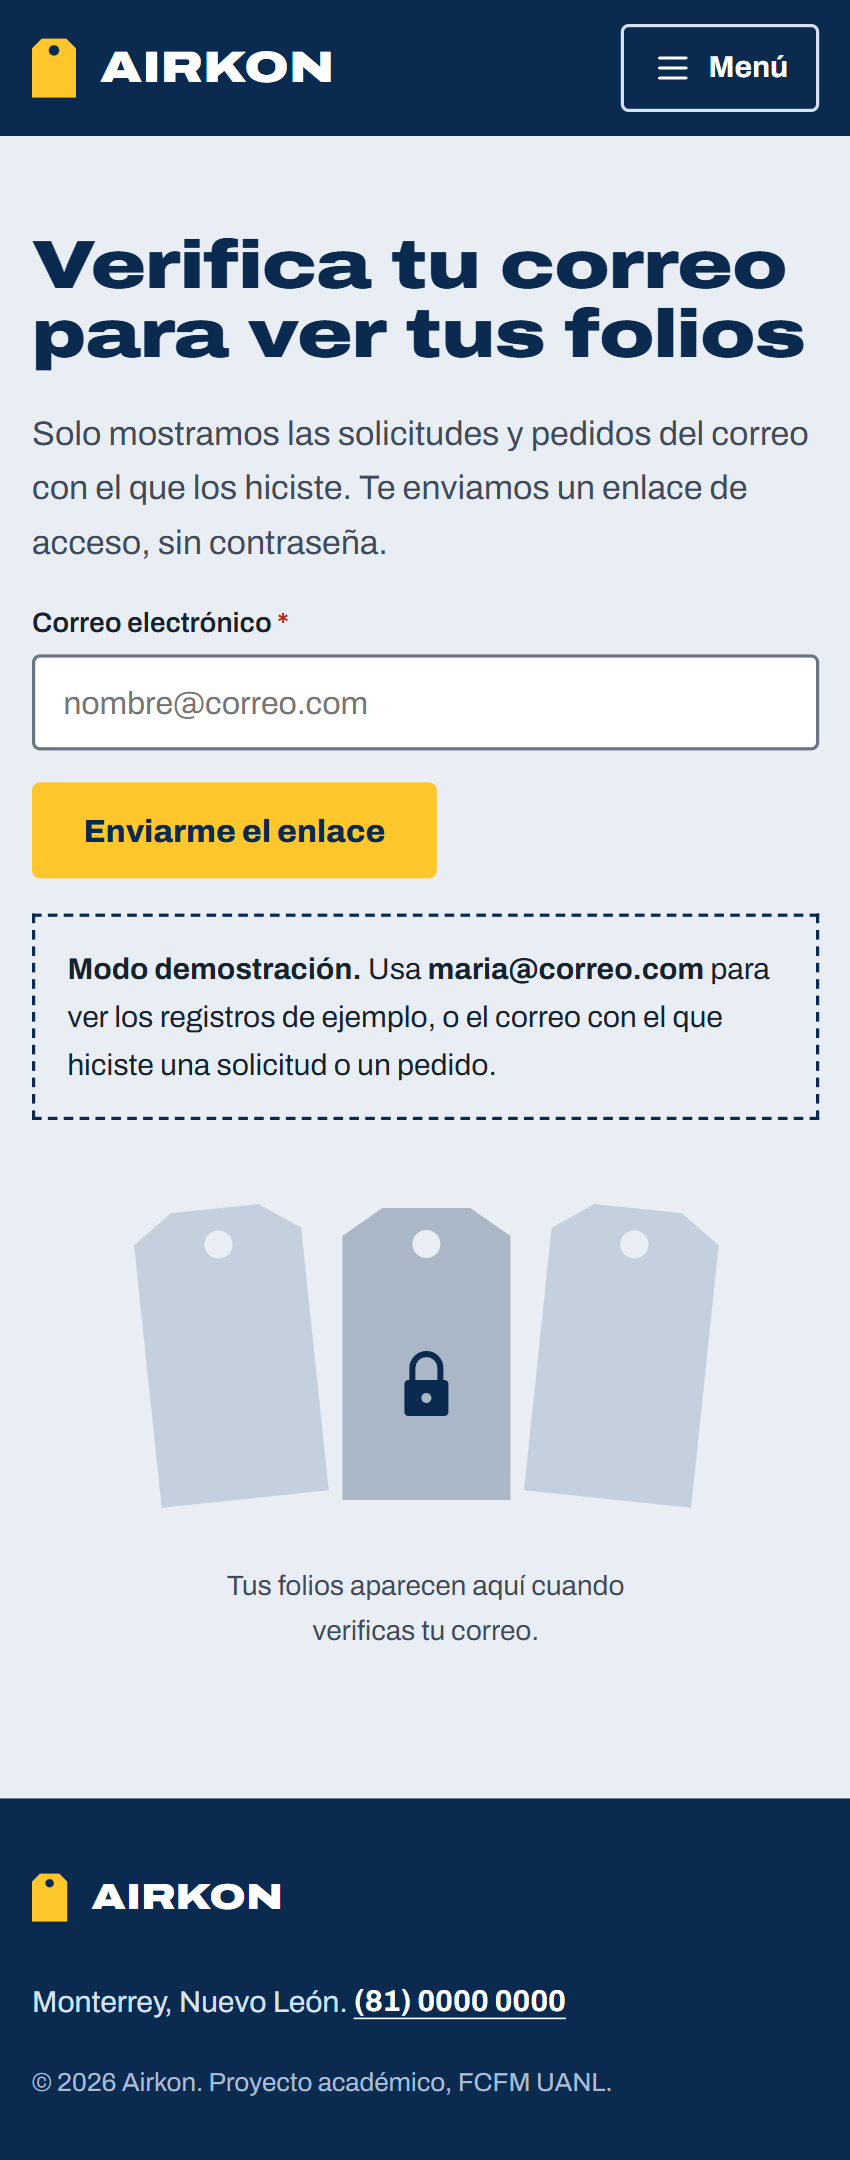 AIRKON
Menú
Verifica tu correo
para ver tus folios
Solo mostramos las solicitudes y pedidos del correo
con el que los hiciste. Te enviamos un enlace de
acceso, sin contraseña.
Correo electrónico *
nombre@correo.com
Enviarme el enlace
Modo demostración. Usa maria@correo.com para
ver los registros de ejemplo, o el correo con el que
hiciste una solicitud o un pedido.
Tus folios aparecen aquí cuando
verificas tu correo.
AIRKON
Monterrey, Nuevo León. (81) 0000 0000
© 2026 Airkon. Proyecto académico, FCFM UANL.